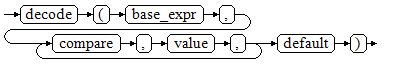 decode ( base_expr ,
compare , value , default )